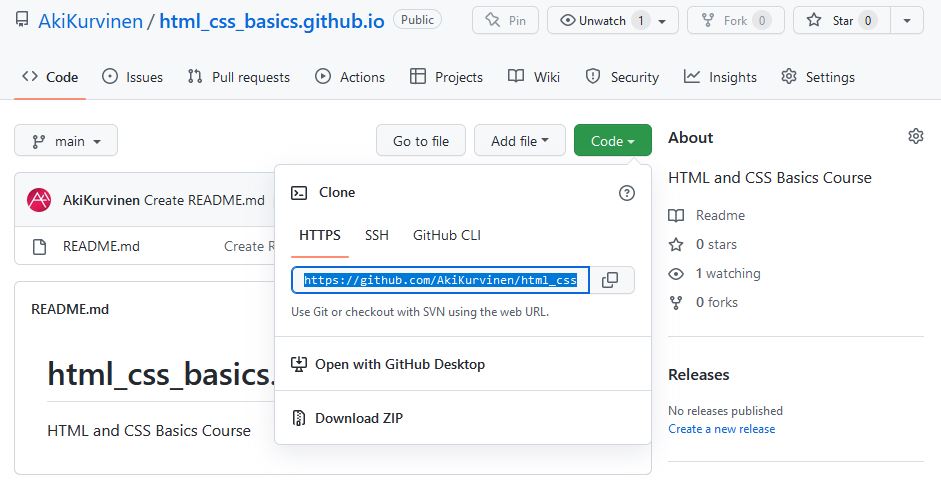 AkiKurvinen / html_css_basics.github.io Public
Pin
Unwatch 1
Fork 0
Star 0
Code
Issues
Pull requests
Actions
Projects
Wiki
Security
Insights
Settings
main
Go to file
Add file
Code
AkiKurvinen Create README.md
README.md Create
README.md
html_css_basics.
HTML and CSS Basics Course
Clone
HTTPS SSH GitHub CLI
https://github.com/AkiKurvinen/html_css
Use Git or checkout with SVN using the web URL.
Open with GitHub Desktop
Download ZIP
About
HTML and CSS Basics Course
Readme
0 stars
1 watching
0 forks
Releases
No releases published
Create a new release